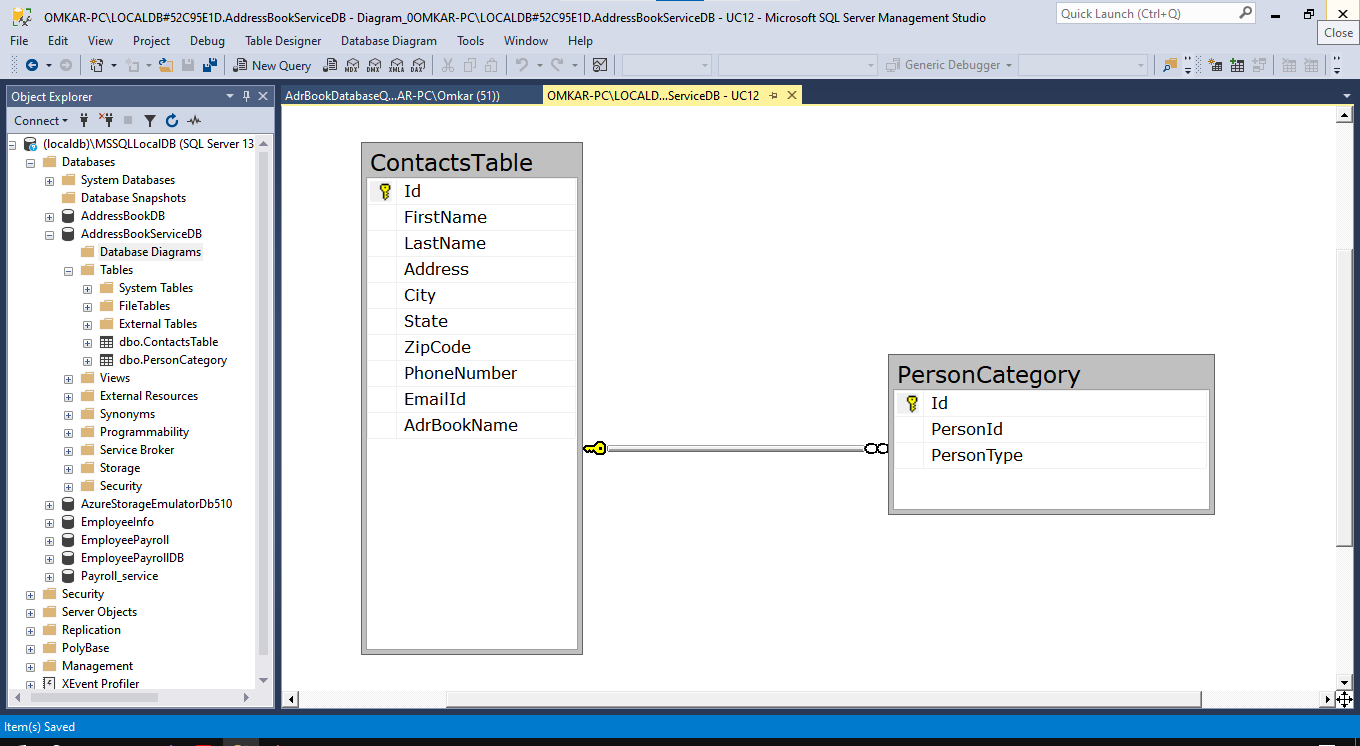 OMKAR-PC\LOCALDB#52C95E1D.AddressBookServiceDB - Diagram_0OMKAR-PC\LOCALDB#52C95E1D.AddressBookServiceDB - UC12 - Microsoft SQL Server Management Studio
Quick Launch (Ctrl+Q)
Close
File Edit View Project Debug Table Designer Database Diagram Tools Window Help
New Query
MDX
DMX
XMLA
DAX
Generic Debugger
Object Explorer
AdrBookDatabaseQ...AR-PC\Omkar (51))
OMKAR-PC\LOCALD...ServiceDB - UC12
Connect
(localdb)\MSSQLLocalDB (SQL Server 13
Databases
System Databases
Database Snapshots
AddressBookDB
AddressBookServiceDB
Database Diagrams
Tables
System Tables
FileTables
External Tables
dbo.ContactsTable
dbo.PersonCategory
Views
External Resources
Synonyms
Programmability
Service Broker
Storage
Security
AzureStorageEmulatorDb510
EmployeeInfo
EmployeePayroll
EmployeePayrollDB
Payroll_service
Security
Server Objects
Replication
PolyBase
Management
XEvent Profiler
ContactsTable
Id
FirstName
LastName
Address
City
State
ZipCode
PhoneNumber
EmailId
AdrBookName
PersonCategory
Id
PersonId
PersonType
Item(s) Saved